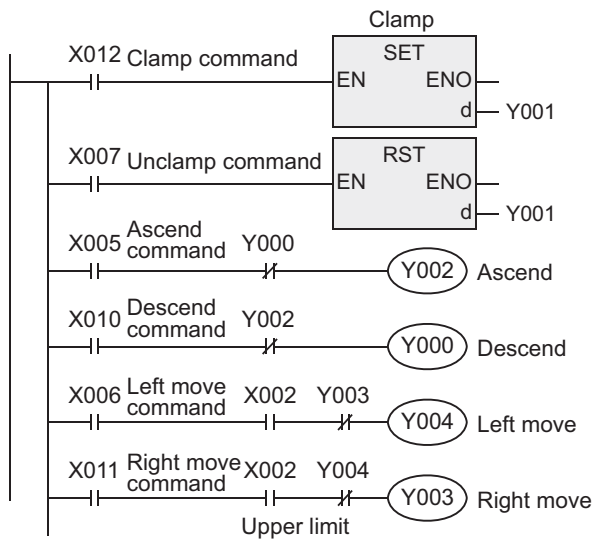 Clamp
X012 Clamp command
SET
EN ENO
d Y001
X007 Unclamp command
RST
EN ENO
d Y001
X005 Ascend command Y000 Y002 Ascend
X010 Descend command Y002 Y000 Descend
X006 Left move command X002 Y003 Y004 Left move
X011 Right move command X002 Y004 Y003 Right move
Upper limit